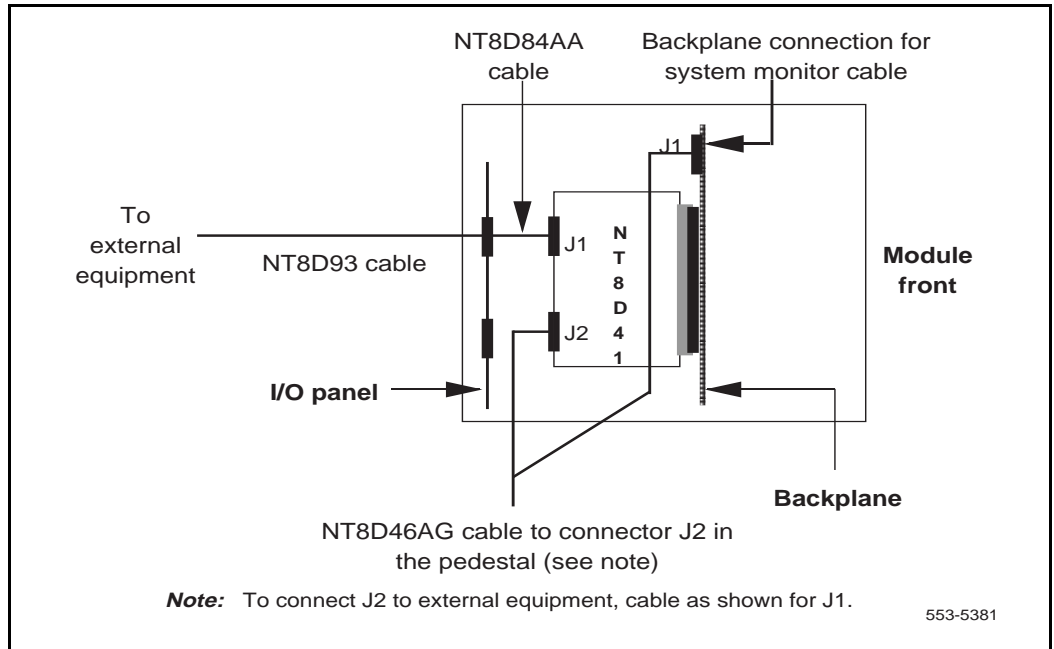 NT8D84AA
cable
Backplane connection for
system monitor cable
J1
To
external
equipment
NT8D93 cable
J1
N
T
8
D
4
1
J2
Module
front
I/O panel
Backplane
NT8D46AG cable to connector J2 in
the pedestal (see note)
Note: To connect J2 to external equipment, cable as shown for J1.
553-5381